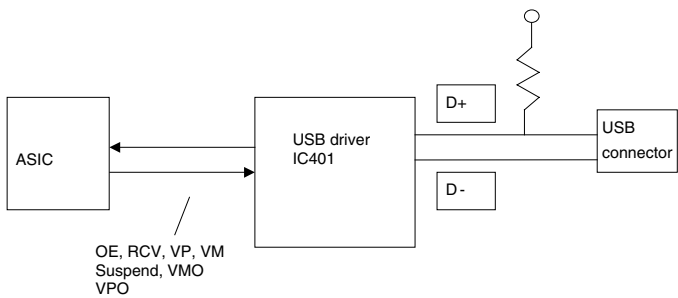 D+
USB driver
IC401
USB
connector
ASIC
D -
OE, RCV, VP, VM
Suspend, VMO
VPO